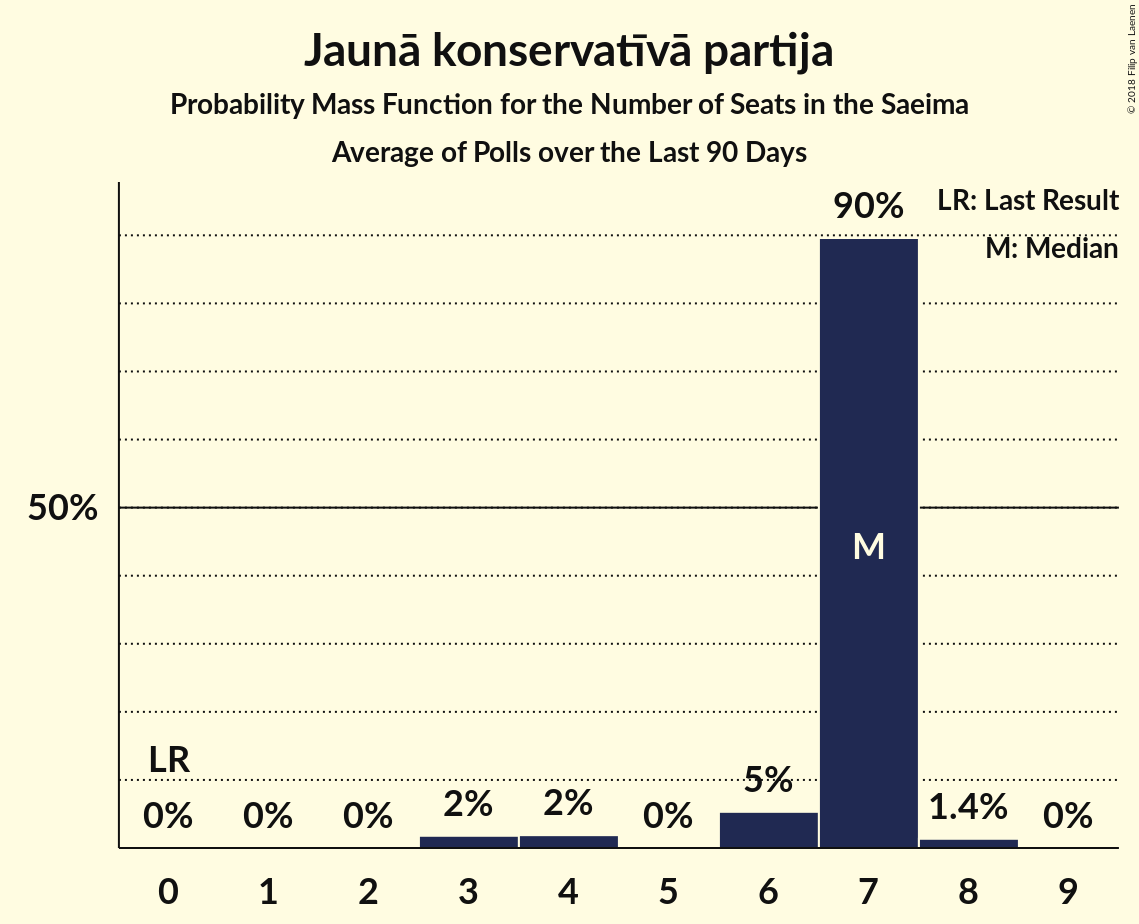 Jaunā konservatīvā partija
Probability Mass Function for the Number of Seats in the Saeima
Average of Polls over the Last 90 Days
© 2018 Filip van Laenen
LR: Last Result
M: Median
90%
50%
M
LR
0% 0% 0% 2% 2% 0% 5% 1.4% 0%
0 1 2 3 4 5 6 7 8 9